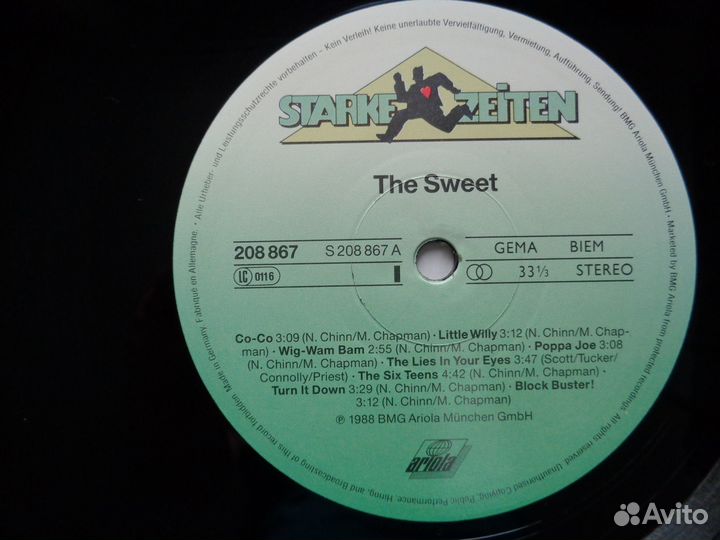 · Alle Urheber- und Leistungsschutzrechte vorbehalten – Kein Verleih! Keine unerlaubte Vervielfältigung, Vermietung, Aufführung, Sendung! BMG Ariola München GmbH · Marketed by BMG Ariola from protected recordings. All rights reserved. Unauthorised Copying, Public Performance, Hiring, and Broadcasting of this record forbidden. Made in Germany. Fabriqué en Allemagne.
STARKE ZEITEN
The Sweet
208 867 S 208 867 A GEMA BIEM
LC 0116 I 33 1/3 STEREO
Co-Co 3:09 (N. Chinn/M. Chapman) · Little Willy 3:12 (N. Chinn/M. Chap-
man) · Wig-Wam Bam 2:55 (N. Chinn/M. Chapman) · Poppa Joe 3:08
(N. Chinn/M. Chapman) · The Lies In Your Eyes 3:47 (Scott/Tucker/
Connolly/Priest) · The Six Teens 4:42 (N. Chinn/M. Chapman) ·
Turn It Down 3:29 (N. Chinn/M. Chapman) · Block Buster!
3:12 (N. Chinn/M. Chapman)
℗ 1988 BMG Ariola München GmbH
ariola
Avito